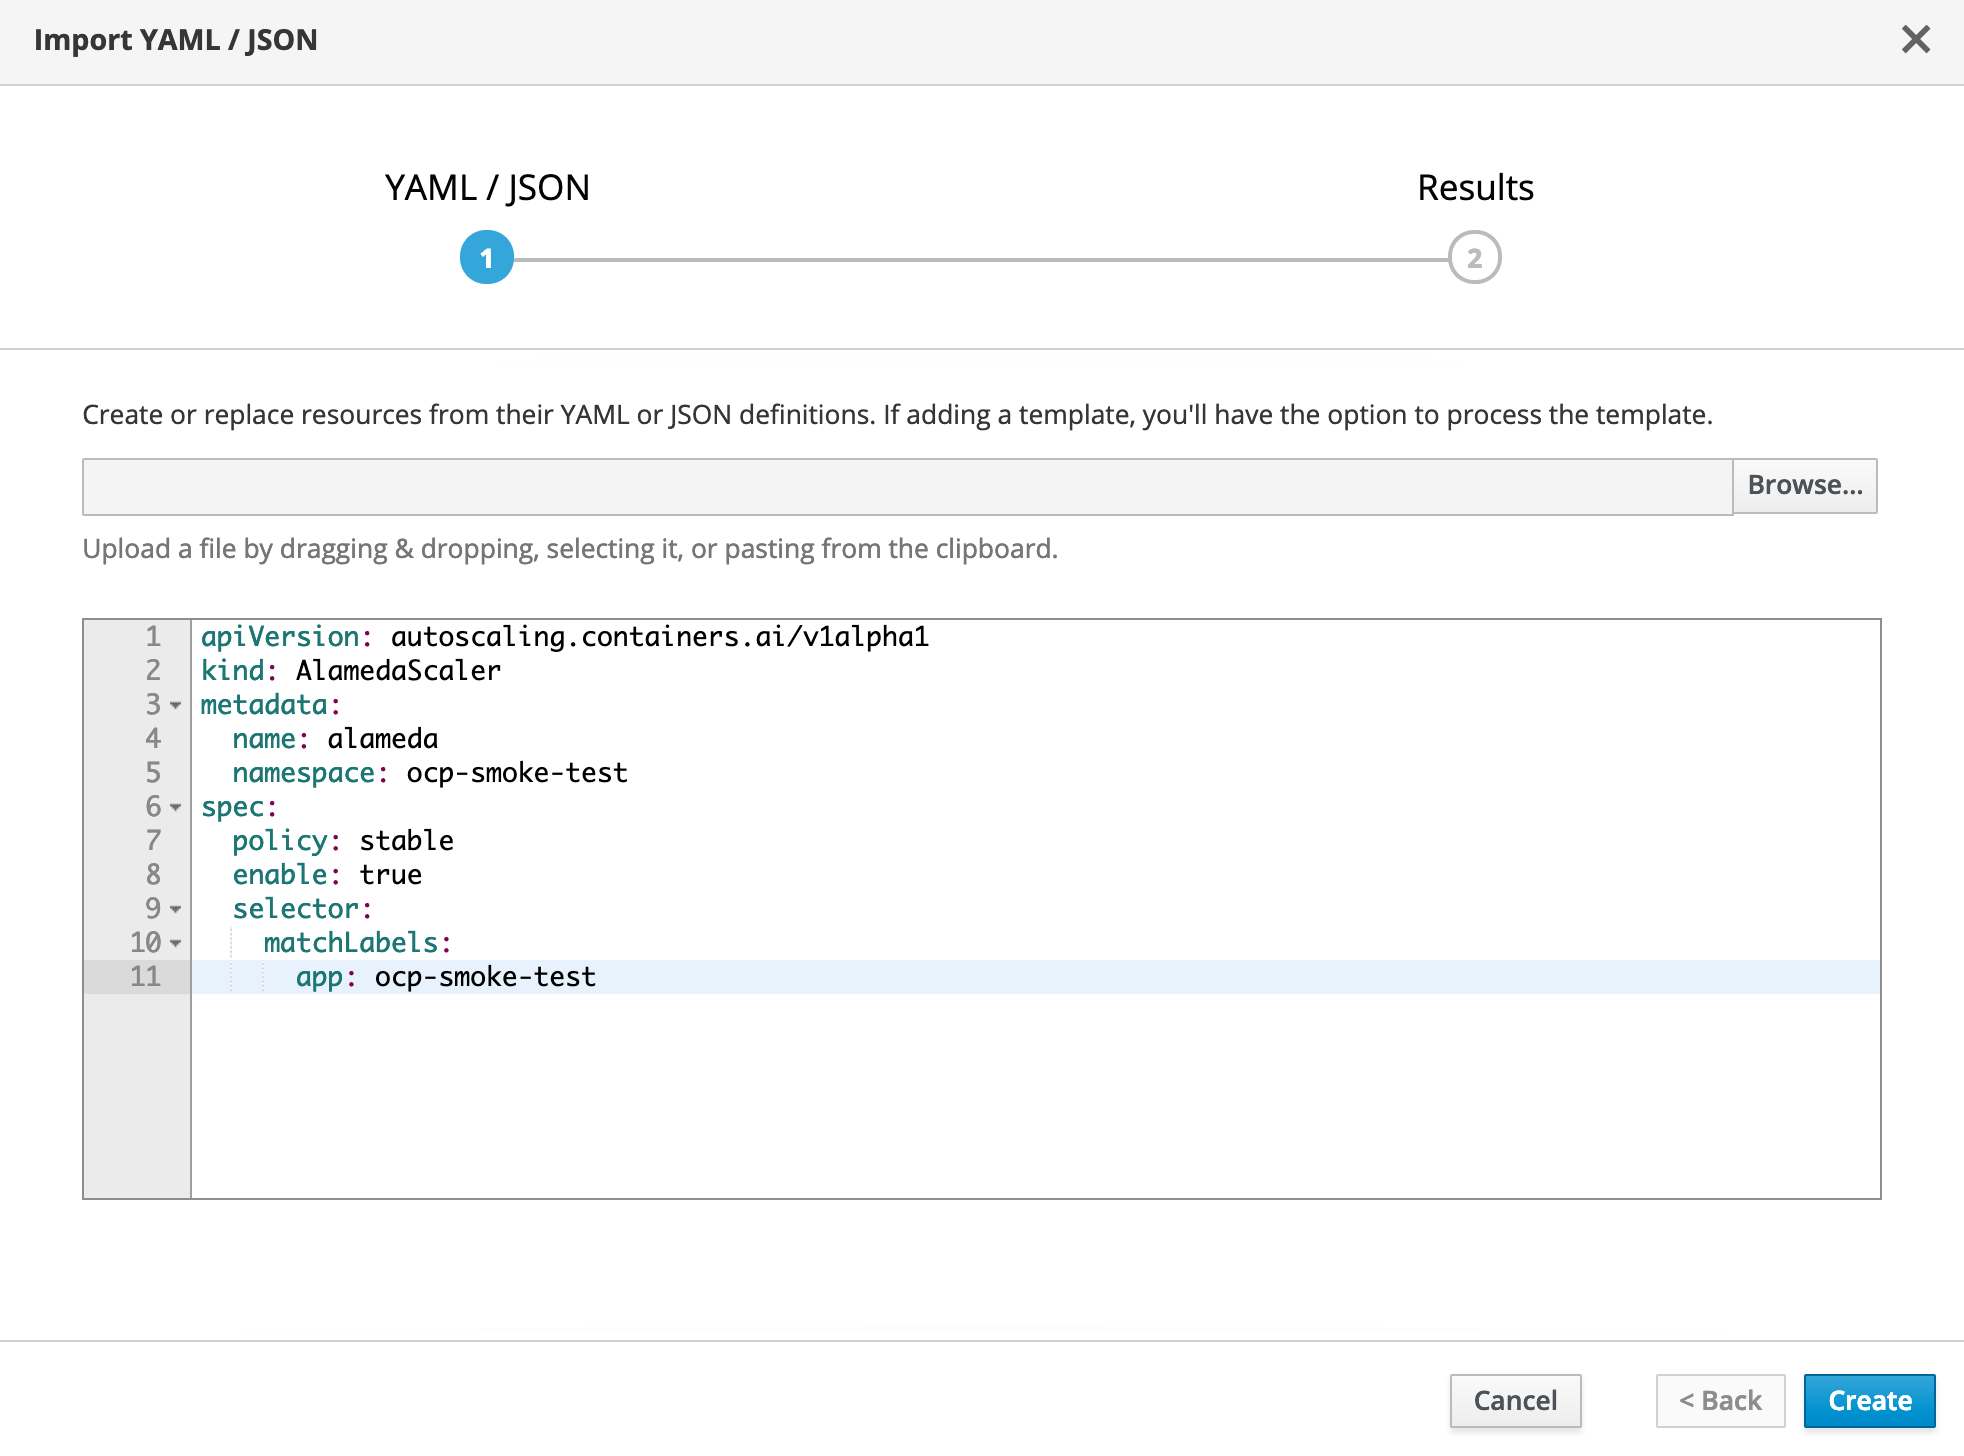 Import YAML / JSON
YAML / JSON
Results
1
2
Create or replace resources from their YAML or JSON definitions. If adding a template, you'll have the option to process the template.
Browse...
Upload a file by dragging & dropping, selecting it, or pasting from the clipboard.
1 apiVersion: autoscaling.containers.ai/v1alpha1
2 kind: AlamedaScaler
3 metadata:
4   name: alameda
5   namespace: ocp-smoke-test
6 spec:
7   policy: stable
8   enable: true
9   selector:
10     matchLabels:
11       app: ocp-smoke-test
Cancel
< Back
Create